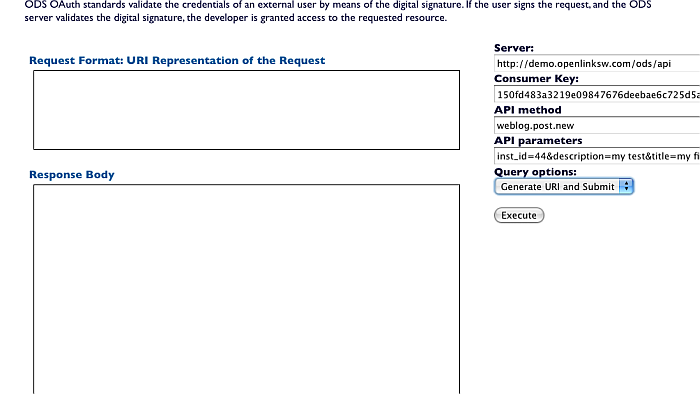 ODS OAuth standards validate the credentials of an external user by means of the digital signature. If the user signs the request, and the ODS
server validates the digital signature, the developer is granted access to the requested resource.
Request Format: URI Representation of the Request
Response Body
Server:
http://demo.openlinksw.com/ods/api
Consumer Key:
150fd483a3219e09847676deebae6c725d5a
API method
weblog.post.new
API parameters
inst_id=44&description=my test&title=my fi
Query options:
Generate URI and Submit
Execute